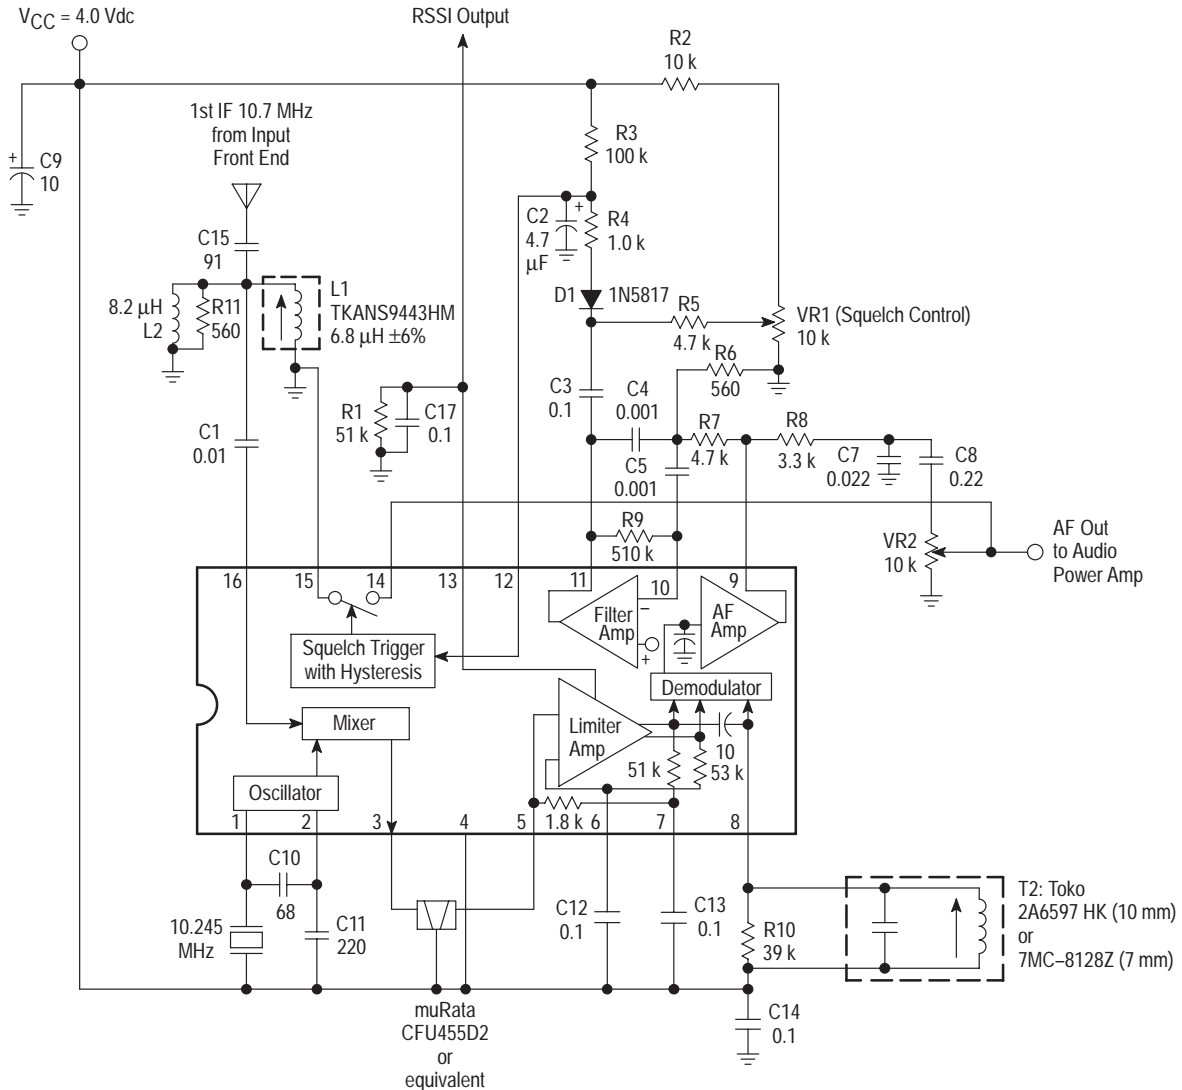 VCC = 4.0 Vdc
RSSI Output
R2
10 k
1st IF 10.7 MHz
from Input
Front End
R3
100 k
+
C9
10
C2
4.7
µF
+
R4
1.0 k
C15
91
D1
1N5817
8.2 µH
L2
R11
560
L1
TKANS9443HM
6.8 µH ±6%
R5
4.7 k
VR1 (Squelch Control)
10 k
R6
560
C3
0.1
C4
0.001
R1
51 k
C17
0.1
C1
0.01
R7
4.7 k
R8
3.3 k
C5
0.001
C7
0.022
C8
0.22
R9
510 k
VR2
10 k
AF Out
to Audio
Power Amp
16
15
14
13
12
11
10
9
Filter
Amp
–
+
AF
Amp
Squelch Trigger
with Hysteresis
Demodulator
Mixer
Limiter
Amp
10
51 k
53 k
Oscillator
1.8 k
1
2
3
4
5
6
7
8
C10
68
10.245
MHz
C11
220
C12
0.1
C13
0.1
R10
39 k
T2: Toko
2A6597 HK (10 mm)
or
7MC–8128Z (7 mm)
muRata
CFU455D2
or
equivalent
C14
0.1